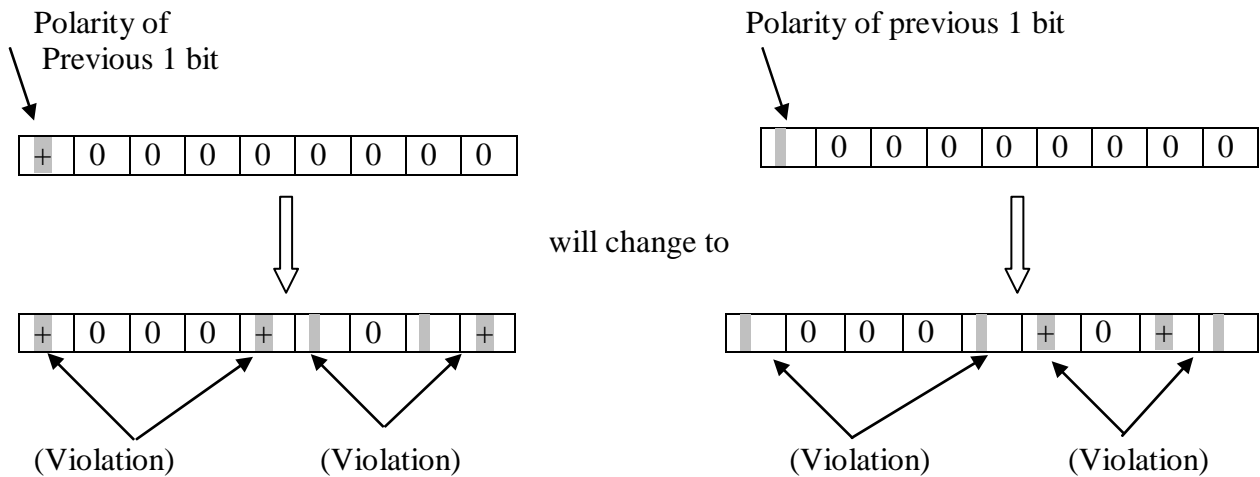 Polarity of
Previous 1 bit
Polarity of previous 1 bit
+ 0 0 0 0 0 0 0 0
0 0 0 0 0 0 0 0
will change to
+ 0 0 0 + 0 +
0 0 0 + 0 +
(Violation) (Violation)
(Violation) (Violation)